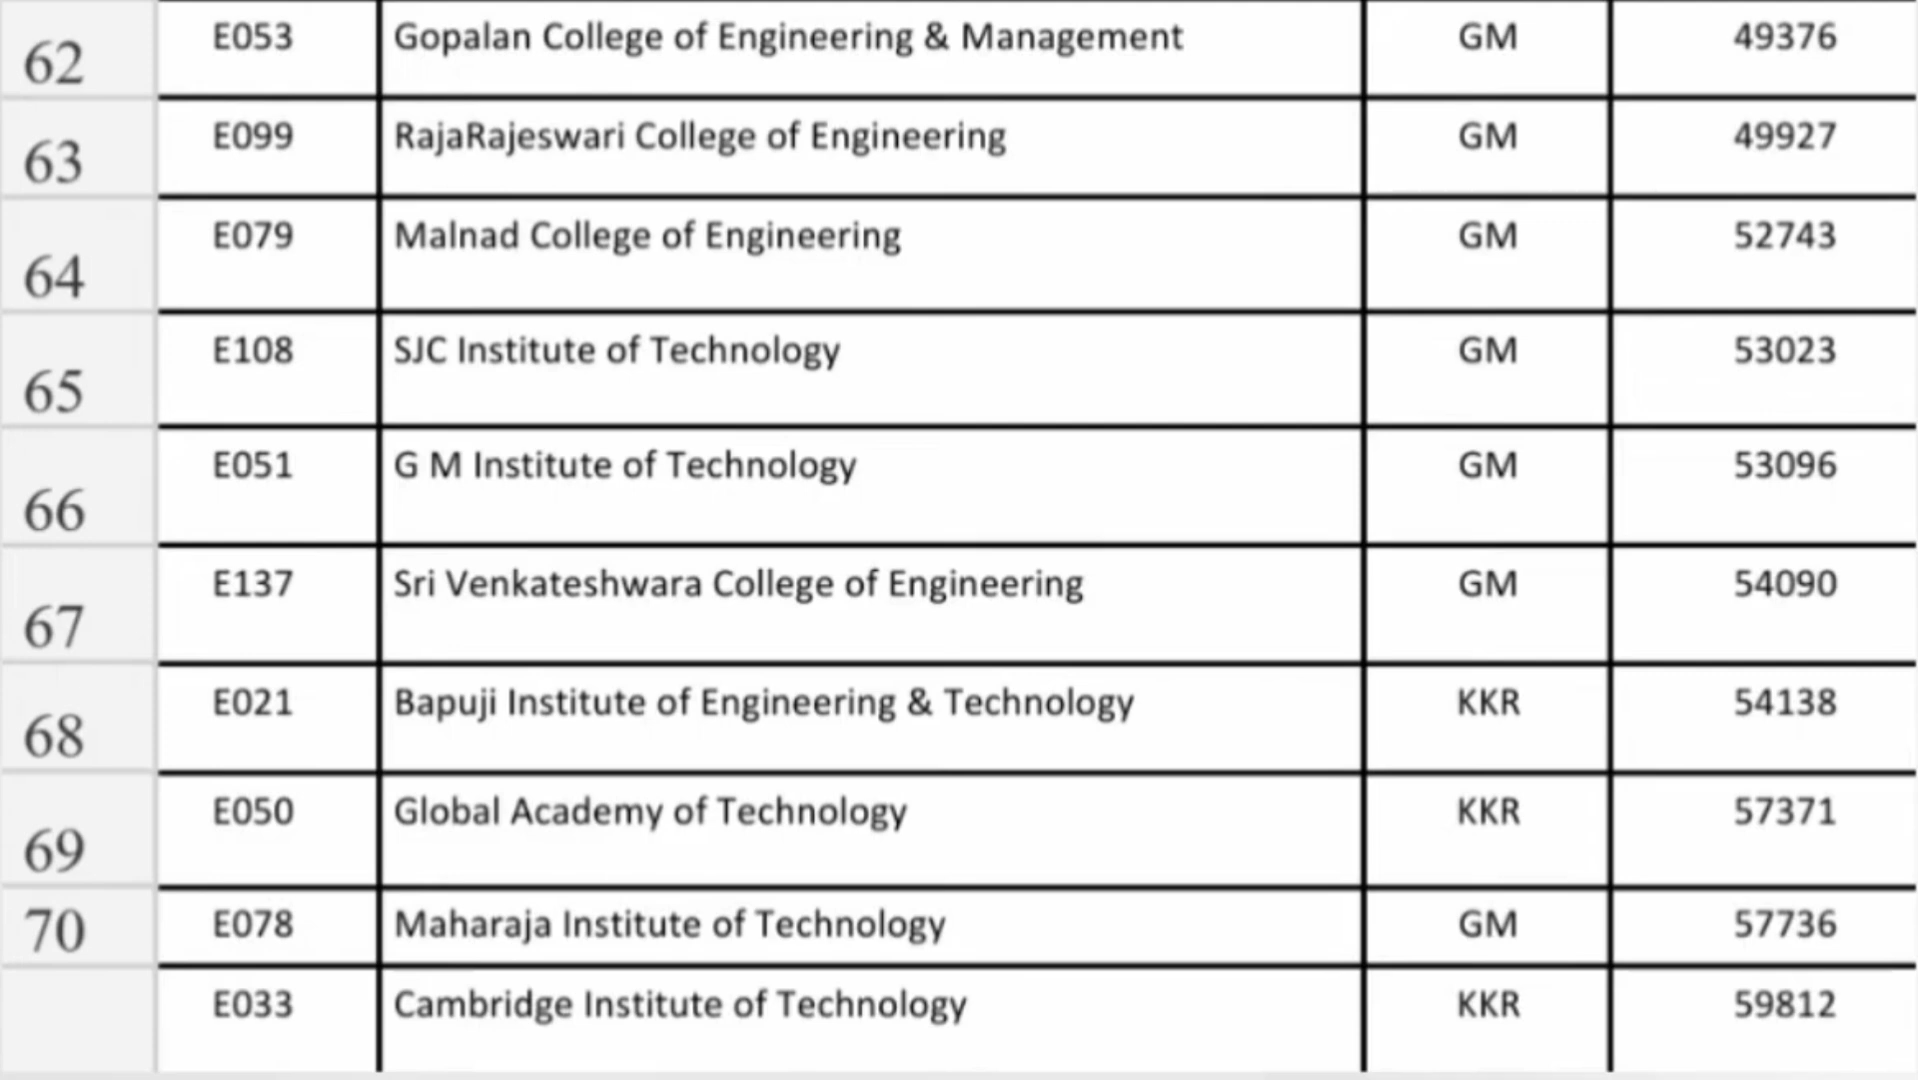 62 E053 Gopalan College of Engineering & Management GM 49376
63 E099 RajaRajeswari College of Engineering GM 49927
64 E079 Malnad College of Engineering GM 52743
65 E108 SJC Institute of Technology GM 53023
66 E051 G M Institute of Technology GM 53096
67 E137 Sri Venkateshwara College of Engineering GM 54090
68 E021 Bapuji Institute of Engineering & Technology KKR 54138
69 E050 Global Academy of Technology KKR 57371
70 E078 Maharaja Institute of Technology GM 57736
E033 Cambridge Institute of Technology KKR 59812